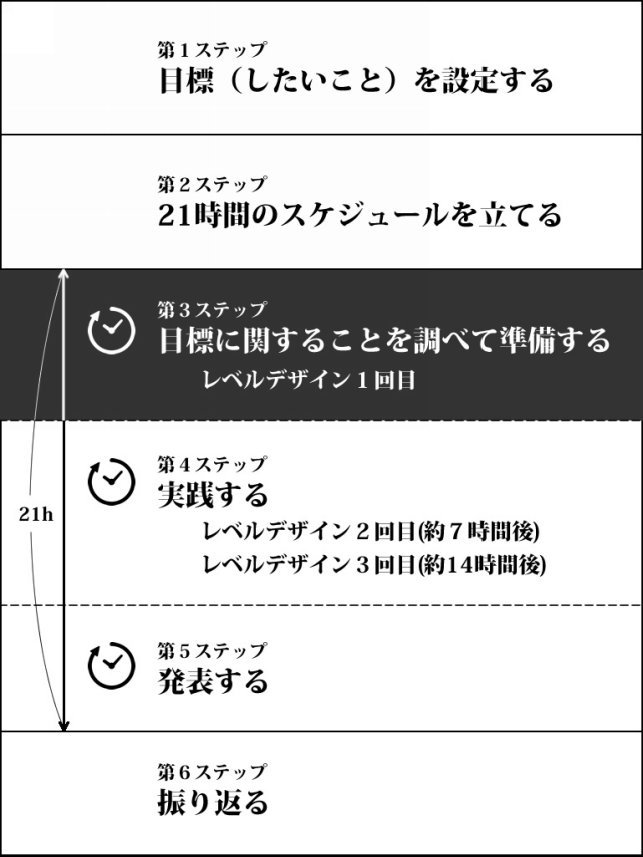 第１ステップ
目標（したいこと）を設定する
第２ステップ
21時間のスケジュールを立てる
第３ステップ
目標に関することを調べて準備する
レベルデザイン１回目
第４ステップ
実践する
レベルデザイン２回目(約７時間後)
レベルデザイン３回目(約14時間後)
21h
第５ステップ
発表する
第６ステップ
振り返る